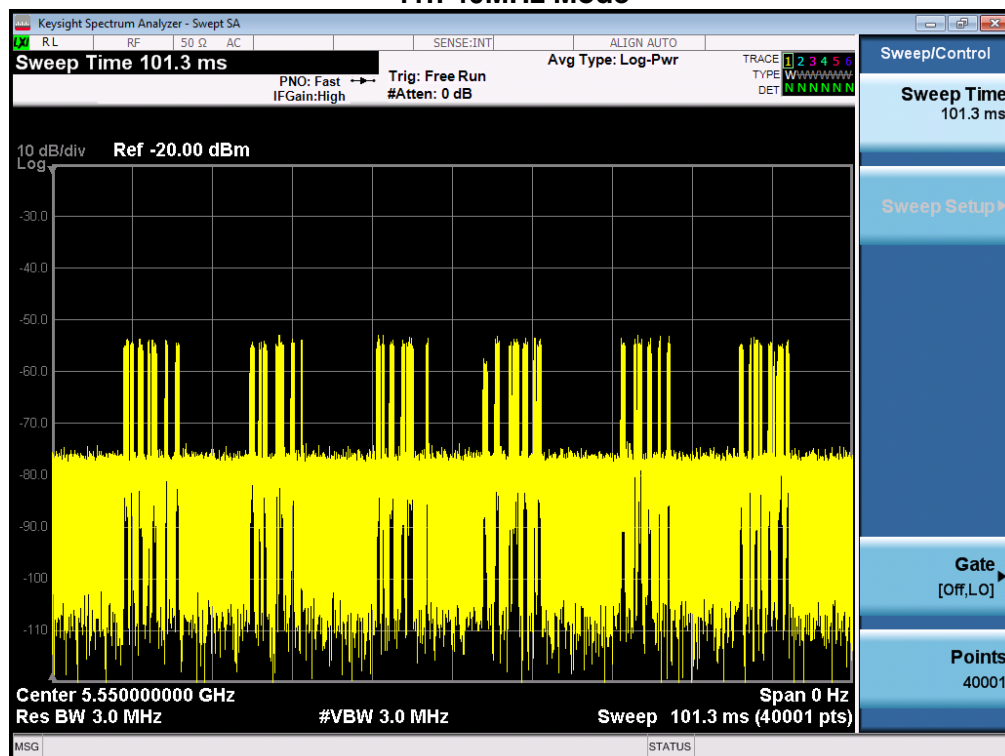 Keysight Spectrum Analyzer - Swept SA
LXI RL RF 50 Ω AC SENSE:INT ALIGN AUTO
Sweep Time 101.3 ms
PNO: Fast
IFGain:High
Trig: Free Run
#Atten: 0 dB
Avg Type: Log-Pwr
TRACE 1 2 3 4 5 6
TYPE WWWWWW
DET N N N N N N
10 dB/div Ref -20.00 dBm
Log
-30.0
-40.0
-50.0
-60.0
-70.0
-80.0
-90.0
-100
-110
Center 5.550000000 GHz Span 0 Hz
Res BW 3.0 MHz #VBW 3.0 MHz Sweep 101.3 ms (40001 pts)
MSG STATUS
Sweep/Control
Sweep Time
101.3 ms
Sweep Setup
Gate
[Off,LO]
Points
40001